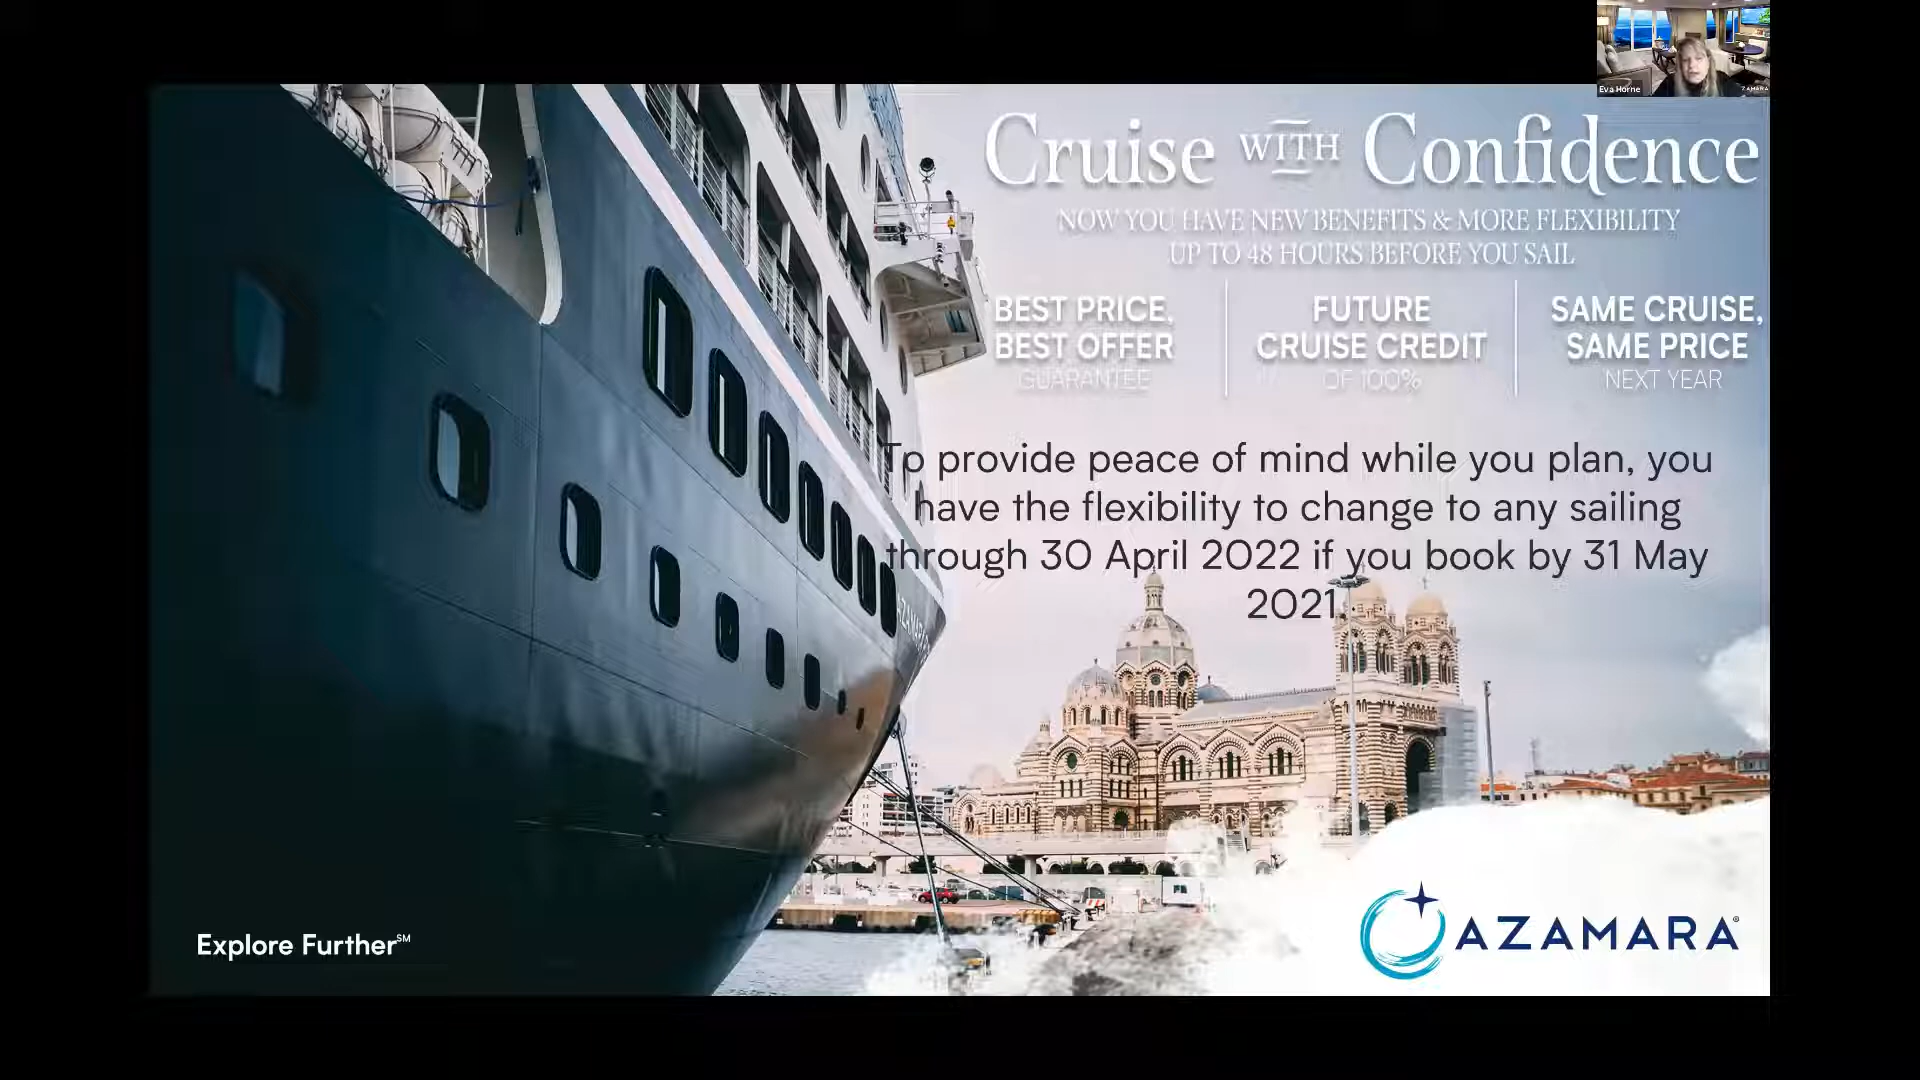 Eva Horne
AZAMARA
Cruise WITH Confidence
NOW YOU HAVE NEW BENEFITS & MORE FLEXIBILITY
UP TO 48 HOURS BEFORE YOU SAIL
BEST PRICE,
BEST OFFER
GUARANTEE
FUTURE
CRUISE CREDIT
OF 100%
SAME CRUISE,
SAME PRICE
NEXT YEAR
To provide peace of mind while you plan, you
have the flexibility to change to any sailing
through 30 April 2022 if you book by 31 May
2021.
AZAMARA
Explore Further℠
AZAMARA®